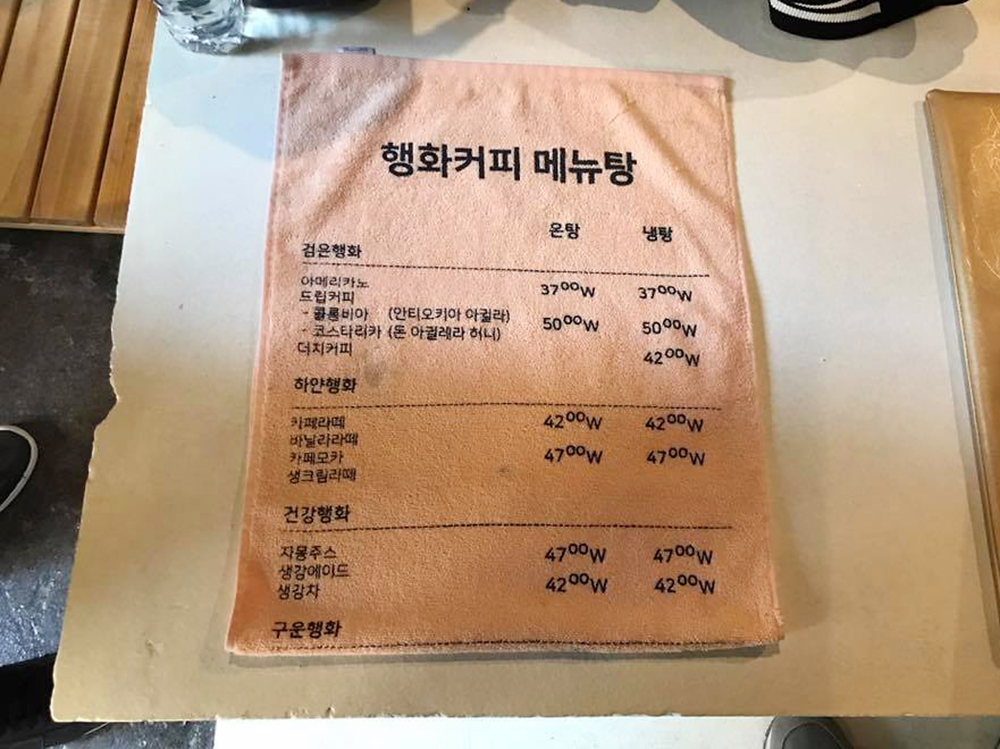 행화커피 메뉴탕
온탕 냉탕
검은행화
아메리카노 3700W 3700W
드립커피
- 콜롬비아 (안티오키아 아퀼라) 5000W 5000W
- 코스타리카 (돈 아궐레라 허니)
더치커피 4200W
하얀행화
카페라떼 4200W 4200W
바닐라라떼
카페모카 4700W 4700W
생크림라떼
건강행화
자몽주스 4700W 4700W
생강에이드
생강차 4200W 4200W
구운행화